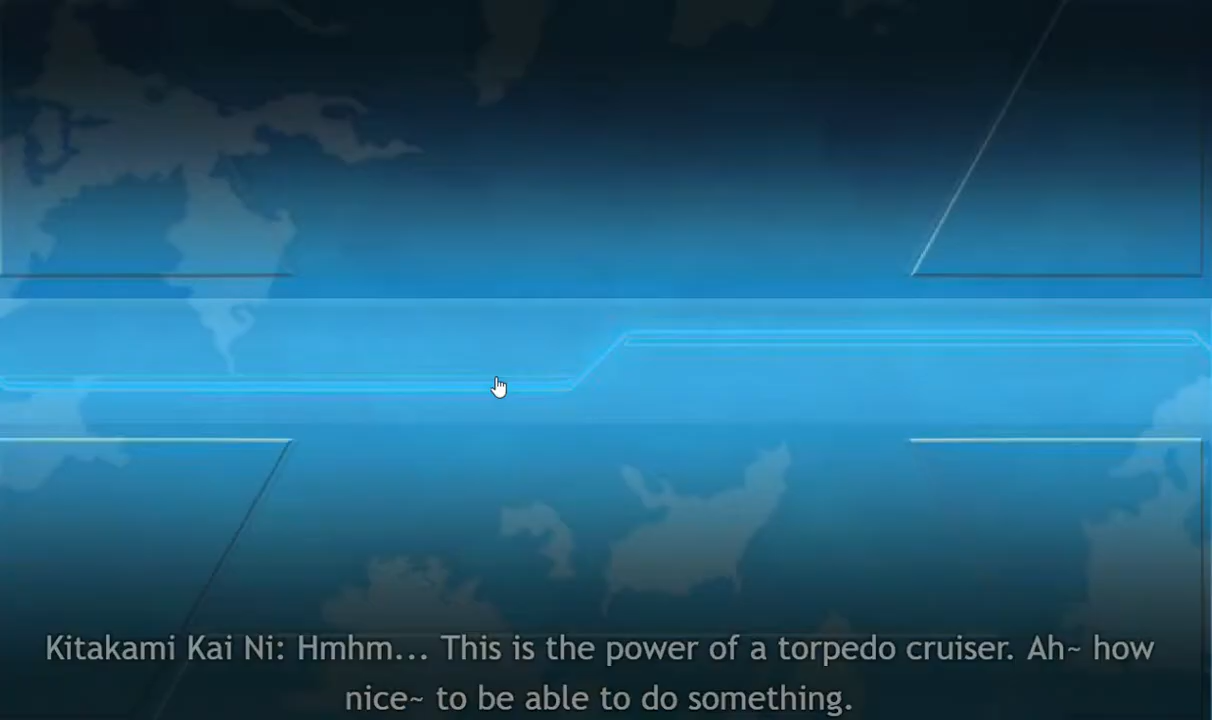 Kitakami Kai Ni: Hmhm... This is the power of a torpedo cruiser. Ah~ how
nice~ to be able to do something.